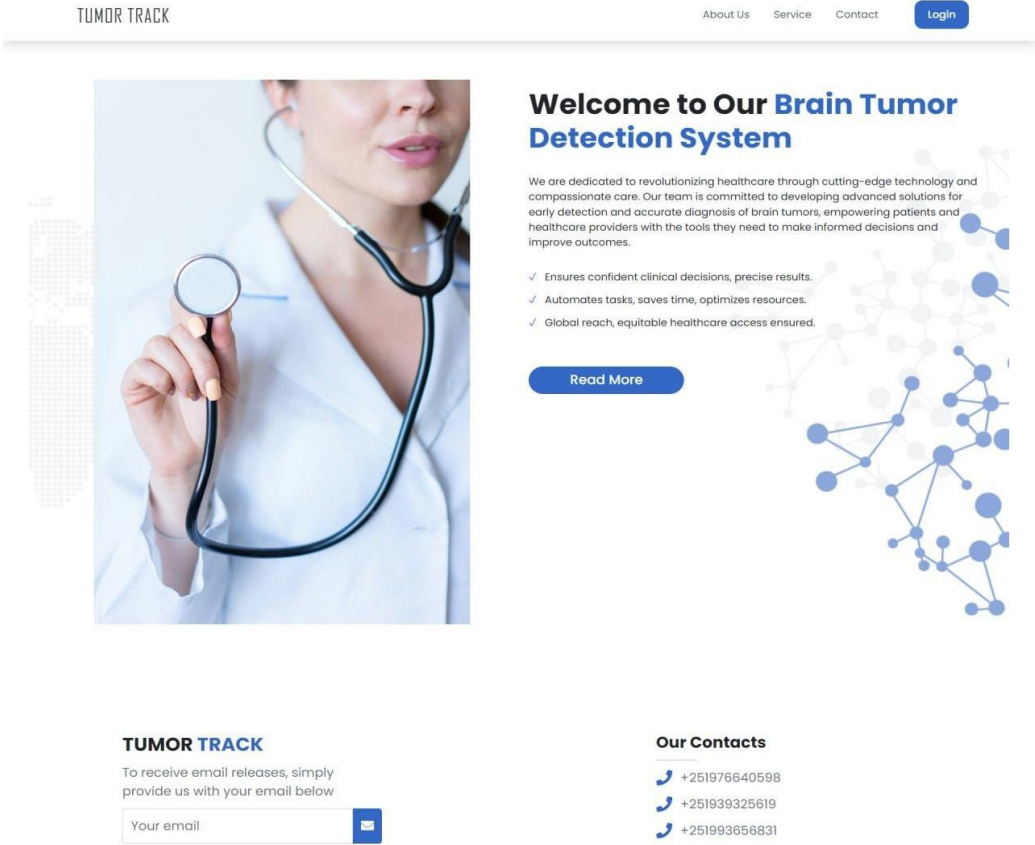 TUMOR TRACK
About Us
Service
Contact
Login
Welcome to Our Brain Tumor
Detection System
We are dedicated to revolutionizing healthcare through cutting-edge technology and
compassionate care. Our team is committed to developing advanced solutions for
early detection and accurate diagnosis of brain tumors, empowering patients and
healthcare providers with the tools they need to make informed decisions and
improve outcomes.
✓ Ensures confident clinical decisions, precise results.
✓ Automates tasks, saves time, optimizes resources.
✓ Global reach, equitable healthcare access ensured.
Read More
TUMOR TRACK
To receive email releases, simply
provide us with your email below
Your email
Our Contacts
+251976640598
+251939325619
+251993656831